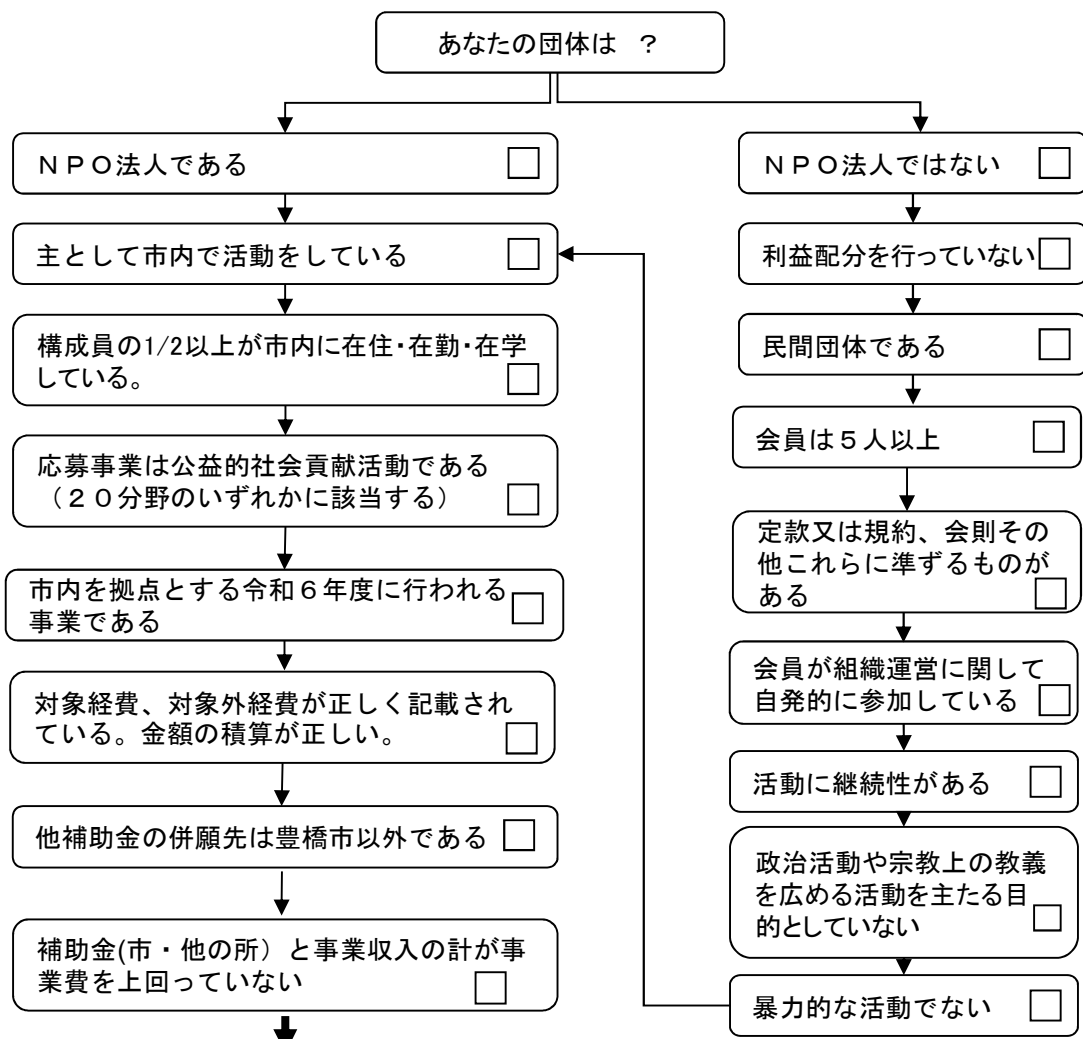 あなたの団体は ？
ＮＰＯ法人である
主として市内で活動をしている
構成員の1/2以上が市内に在住・在勤・在学
している。
応募事業は公益的社会貢献活動である
（２０分野のいずれかに該当する）
市内を拠点とする令和６年度に行われる
事業である
対象経費、対象外経費が正しく記載され
ている。金額の積算が正しい。
他補助金の併願先は豊橋市以外である
補助金(市・他の所）と事業収入の計が事
業費を上回っていない
ＮＰＯ法人ではない
利益配分を行っていない
民間団体である
会員は５人以上
定款又は規約、会則その
他これらに準ずるものが
ある
会員が組織運営に関して
自発的に参加している
活動に継続性がある
政治活動や宗教上の教義
を広める活動を主たる目
的としていない
暴力的な活動でない